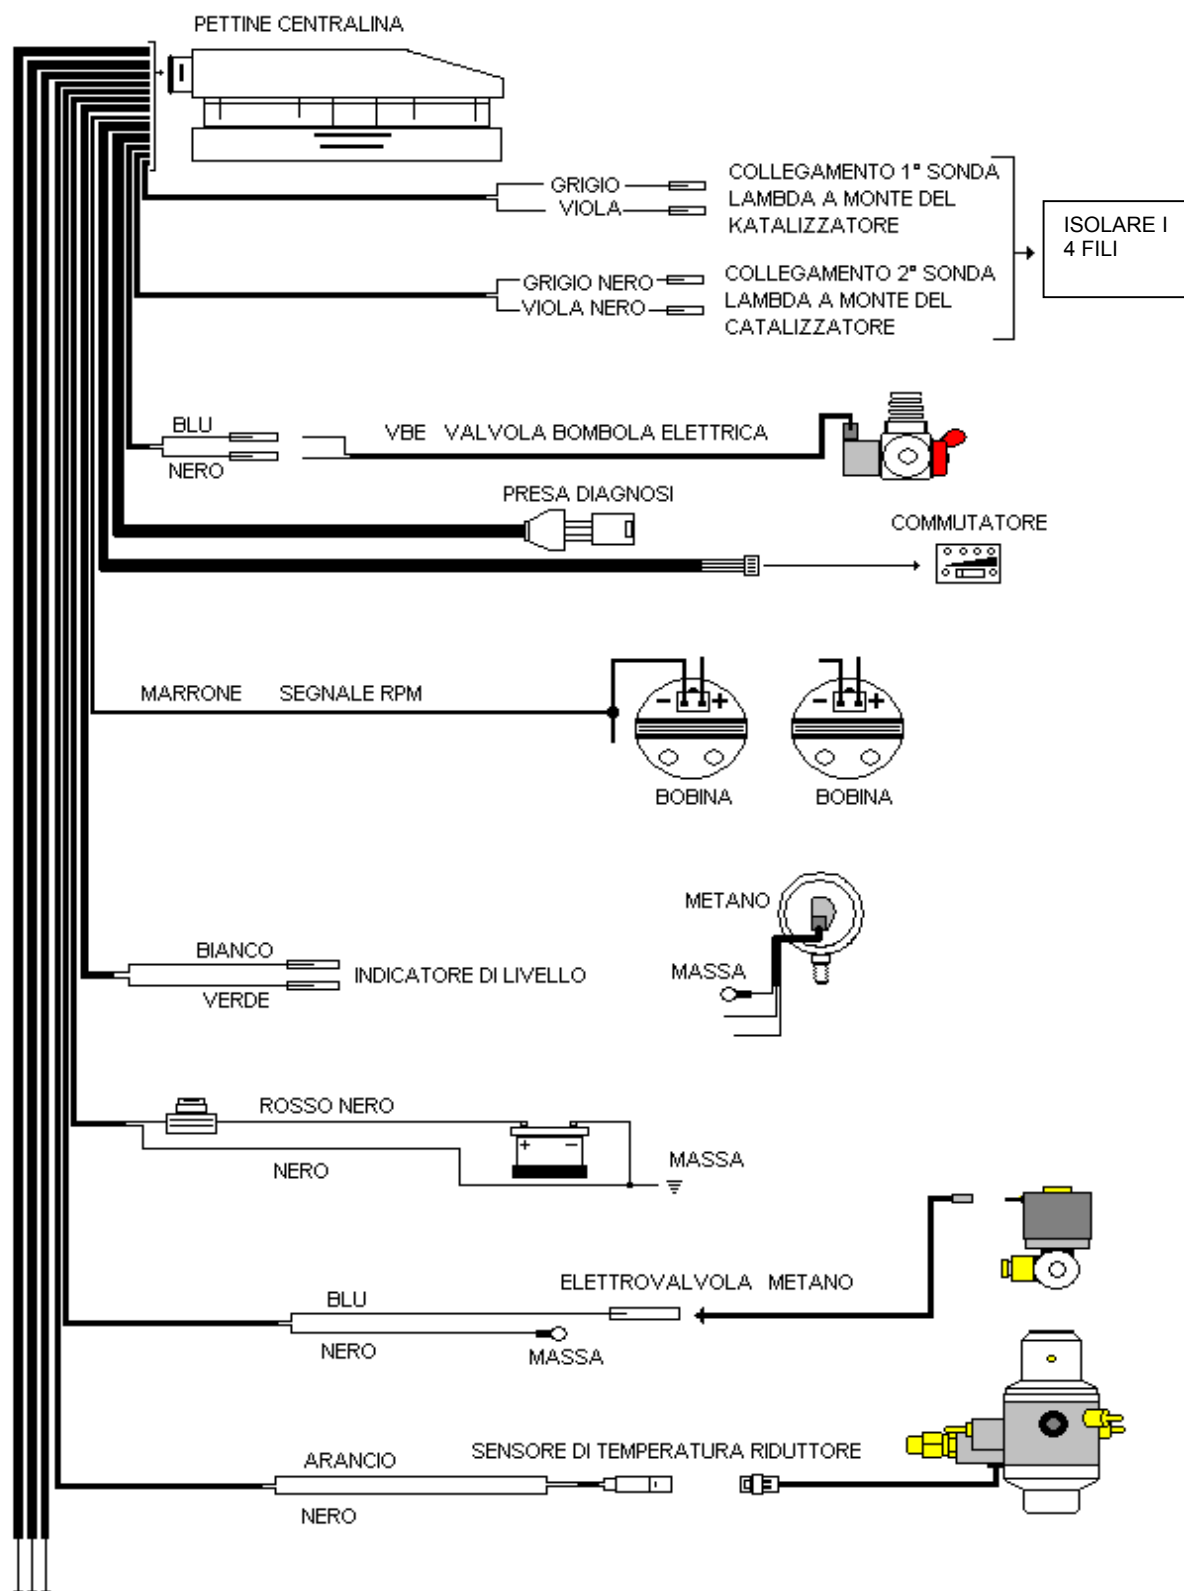 PETTINE CENTRALINA
GRIGIO
VIOLA
COLLEGAMENTO 1° SONDA
LAMBDA A MONTE DEL
KATALIZZATORE
GRIGIO NERO
VIOLA NERO
COLLEGAMENTO 2° SONDA
LAMBDA A MONTE DEL
CATALIZZATORE
ISOLARE I
4 FILI
BLU
NERO
VBE VALVOLA BOMBOLA ELETTRICA
PRESA DIAGNOSI
COMMUTATORE
MARRONE SEGNALE RPM
- +
- +
BOBINA
BOBINA
METANO
MASSA
BIANCO
VERDE
INDICATORE DI LIVELLO
ROSSO NERO
NERO
+ -
MASSA
ELETTROVALVOLA METANO
BLU
NERO
MASSA
ARANCIO
NERO
SENSORE DI TEMPERATURA RIDUTTORE